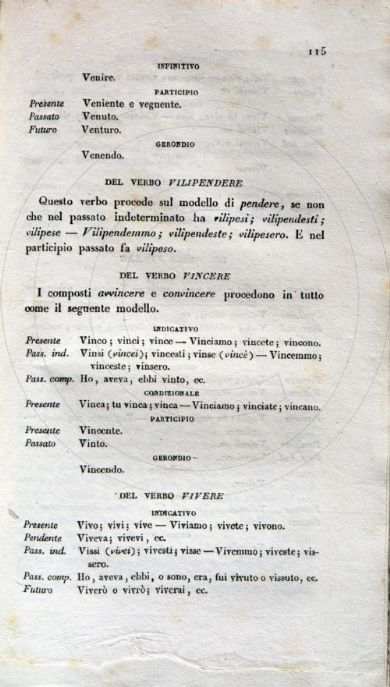 115
INFINITIVO
Venire.
PARTICIPIO
Presente Veniente e vegnente.
Passato Venuto.
Futuro Venturo.
GERONDIO
Venendo.
DEL VERBO VILIPENDERE
Questo verbo procede sul modello di pendere, se non
che nel passato indeterminato ha vilipesi; vilipendesti;
vilipese — Vilipendemmo; vilipendeste; vilipesero. E nel
participio passato fa vilipeso.
DEL VERBO VINCERE
I composti avvincere e convincere procedono in tutto
come il seguente modello.
INDICATIVO
Presente Vinco; vinci; vince — Vinciamo; vincete; vincono.
Pass. ind. Vinsi (vincei); vincesti; vinse (vincè) — Vincemmo;
vinceste; vinsero.
Pass. comp. Ho, aveva, ebbi vinto, ec.
CONDIZIONALE
Presente Vinca; tu vinca; vinca — Vinciamo; vinciate; vincano.
PARTICIPIO
Presente Vincente.
Passato Vinto.
GERONDIO
Vincendo.
DEL VERBO VIVERE
INDICATIVO
Presente Vivo; vivi; vive — Viviamo; vivete; vivono.
Pendente Viveva; vivevi, ec.
Pass. ind. Vissi (vivei); vivesti; visse — Vivemmo; viveste; vis-
sero.
Pass. comp. Ho, aveva, ebbi, o sono, era, fui vivuto o vissuto, ec.
Futuro Viverò o vivrò; viverai, ec.